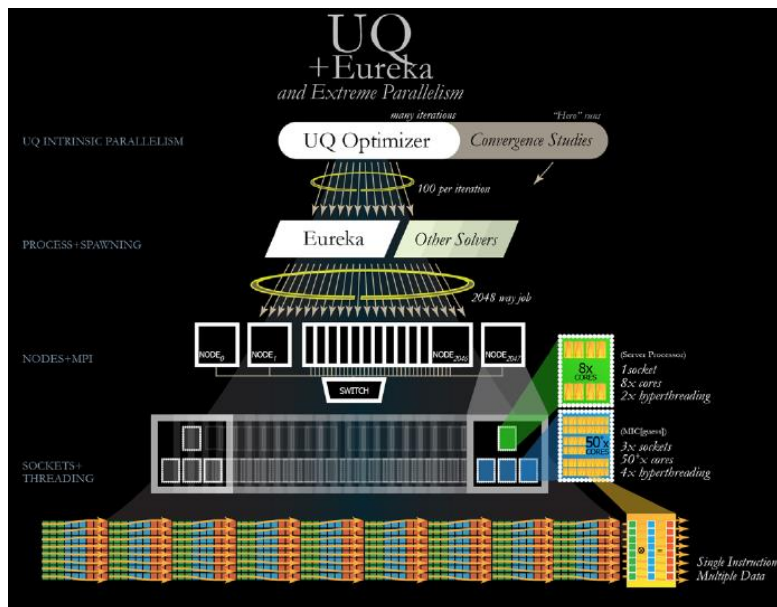 UQ
+Eureka
and Extreme Parallelism
many iterations
"Hero" runs
UQ INTRINSIC PARALLELISM
UQ Optimizer
Convergence Studies
100 per iteration
PROCESS+SPAWNING
Eureka
Other Solvers
2048 way job
NODES+MPI
NODE0
NODE1
NODE2046
NODE2047
SWITCH
8x
CORES
(Server Processor)
1socket
8x cores
2x hyperthreading
SOCKETS+
THREADING
50+x
CORES
(MIC[guess])
3x sockets
50+x cores
4x hyperthreading
Single Instruction
Multiple Data